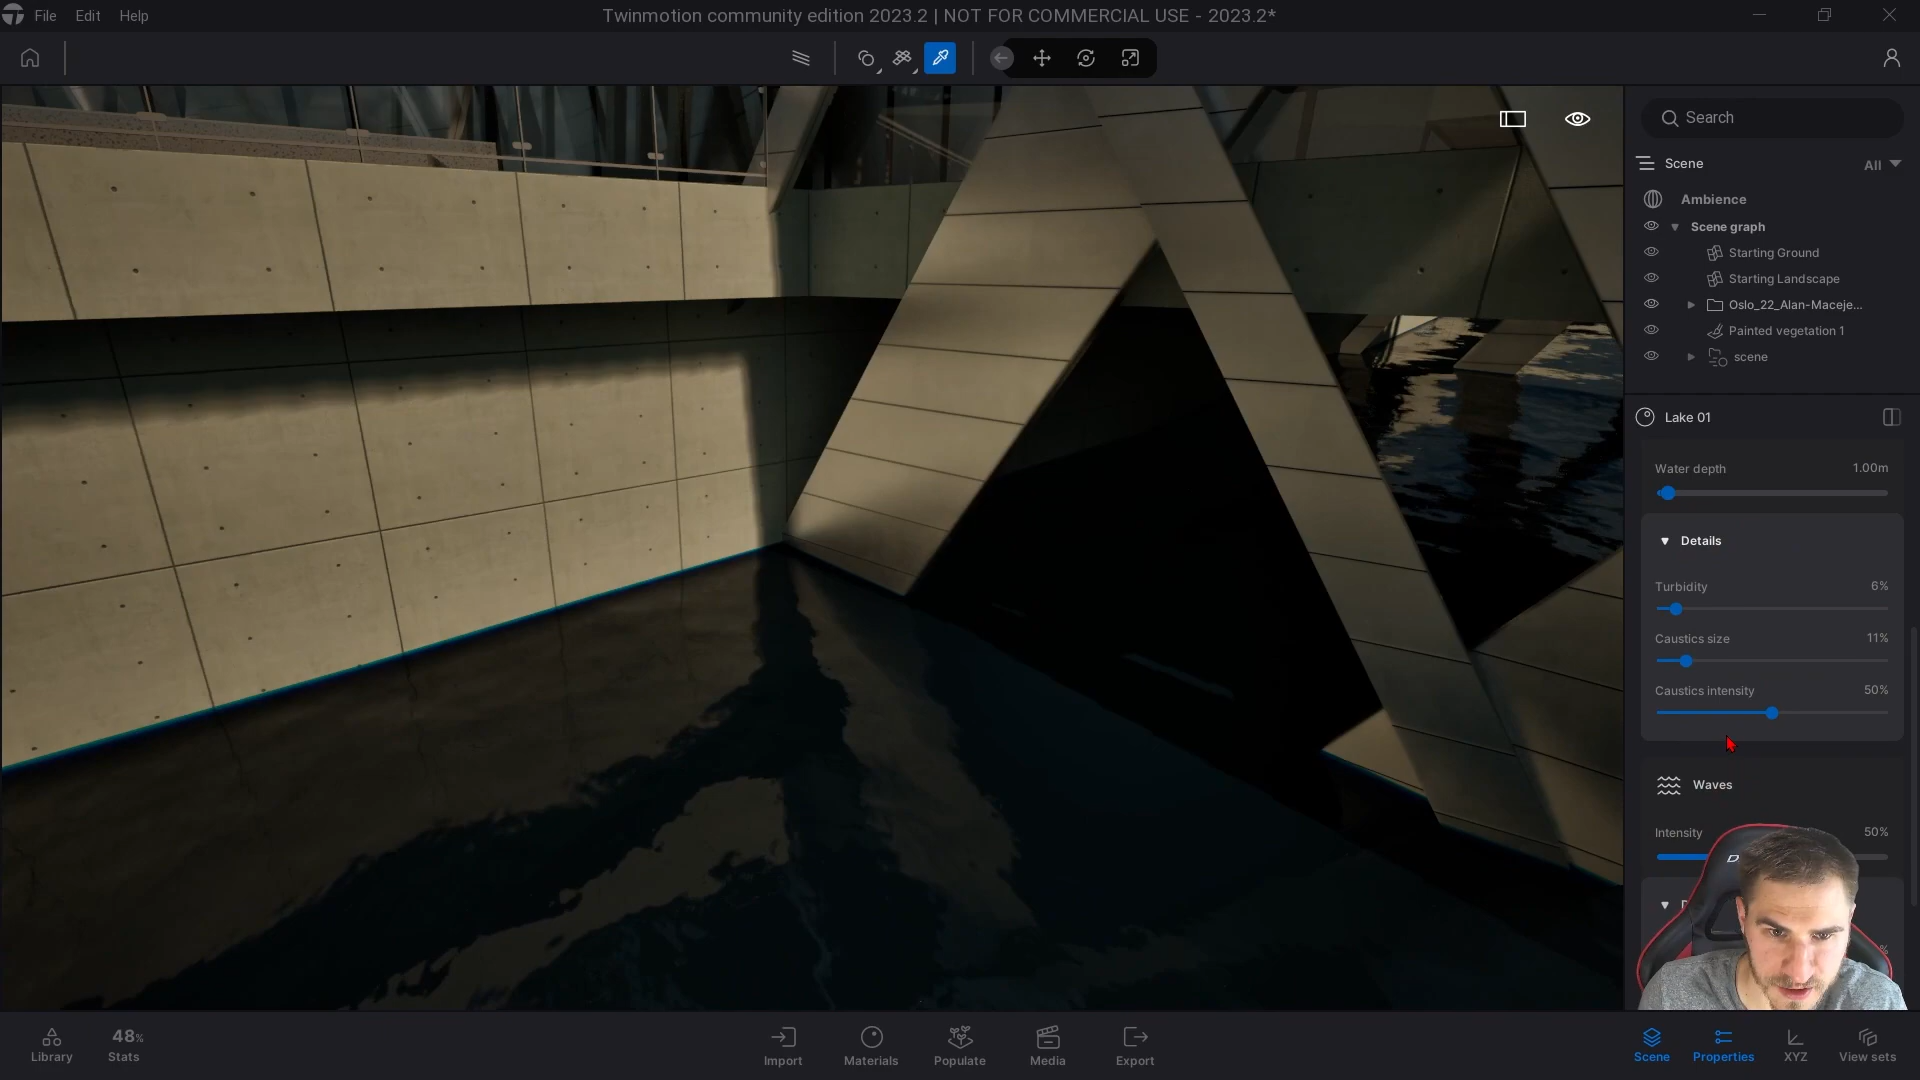 File Edit Help
Twinmotion community edition 2023.2 | NOT FOR COMMERCIAL USE - 2023.2*
Search
Scene All
Ambience
Scene graph
Starting Ground
Starting Landscape
Oslo_22_Alan-Maceje...
Painted vegetation 1
scene
Lake 01
Water depth 1.00m
Details
Turbidity 6%
Caustics size 11%
Caustics intensity 50%
Waves
Intensity 50%
48% 
Library Stats Import Materials Populate Media Export Scene Properties XYZ View sets